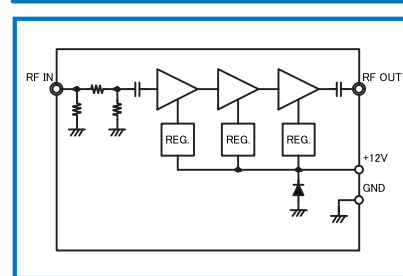 RF IN
RF OUT
REG.
REG.
REG.
+12V
GND